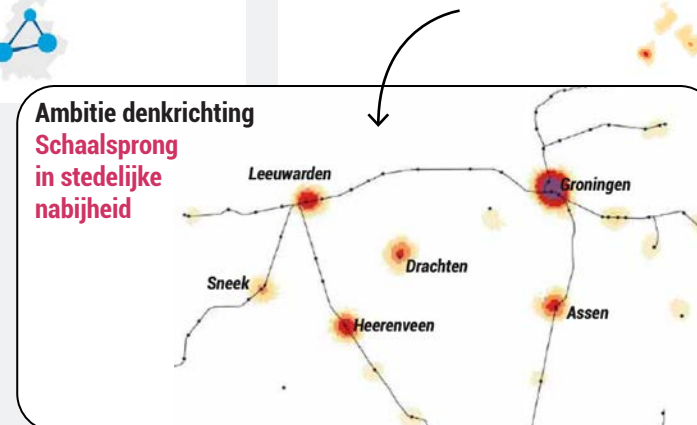 Ambitie denkrichting
Schaalsprong
in stedelijke
nabijheid
Leeuwarden
Groningen
Drachten
Sneek
Assen
Heerenveen